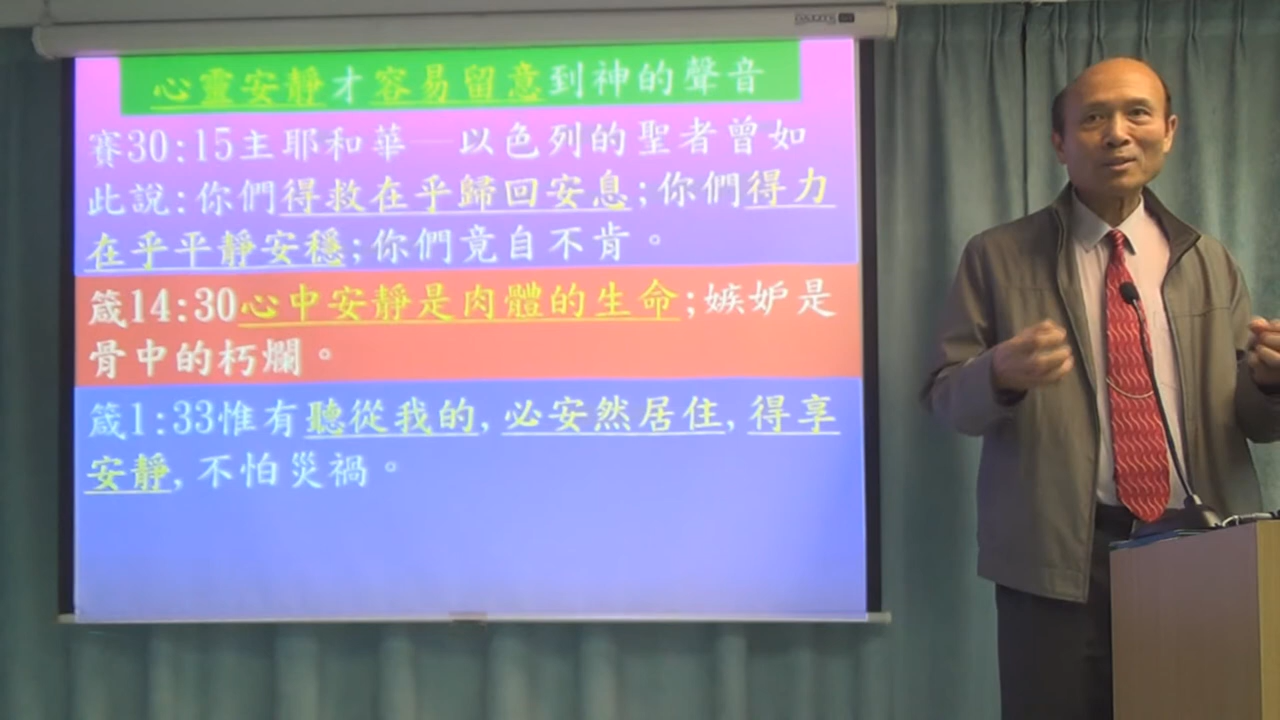 心靈安靜才容易留意到神的聲音
賽30:15主耶和華—以色列的聖者曾如
此說:你們得救在乎歸回安息;你們得力
在乎平靜安穩;你們竟自不肯。
箴14:30心中安靜是肉體的生命;嫉妒是
骨中的朽爛。
箴1:33惟有聽從我的,必安然居住,得享
安靜,不怕災禍。